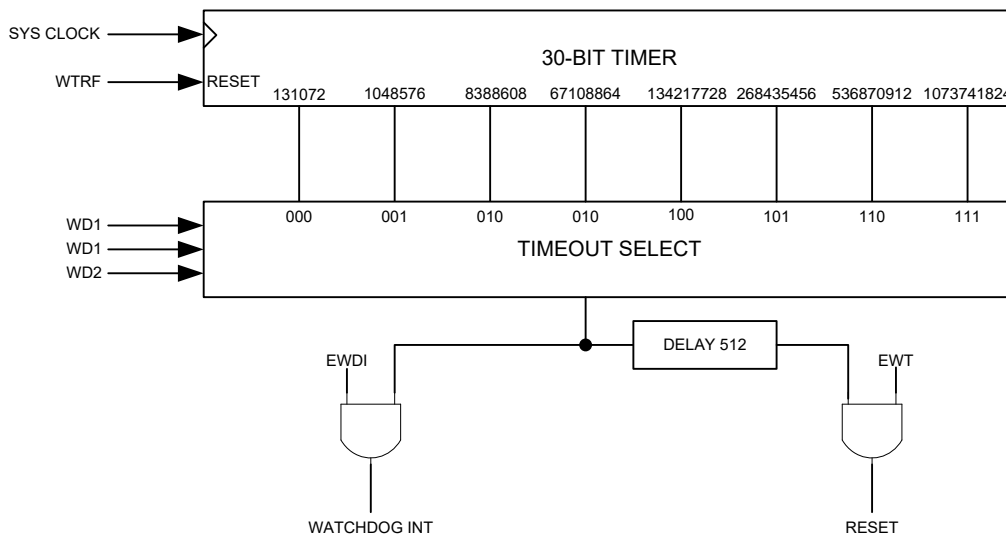 SYS CLOCK
30-BIT TIMER
WTRF
RESET
131072 1048576 8388608 67108864 134217728 268435456 536870912 1073741824
000 001 010 010 100 101 110 111
WD1
TIMEOUT SELECT
WD1
WD2
DELAY 512
EWDI
EWT
WATCHDOG INT
RESET